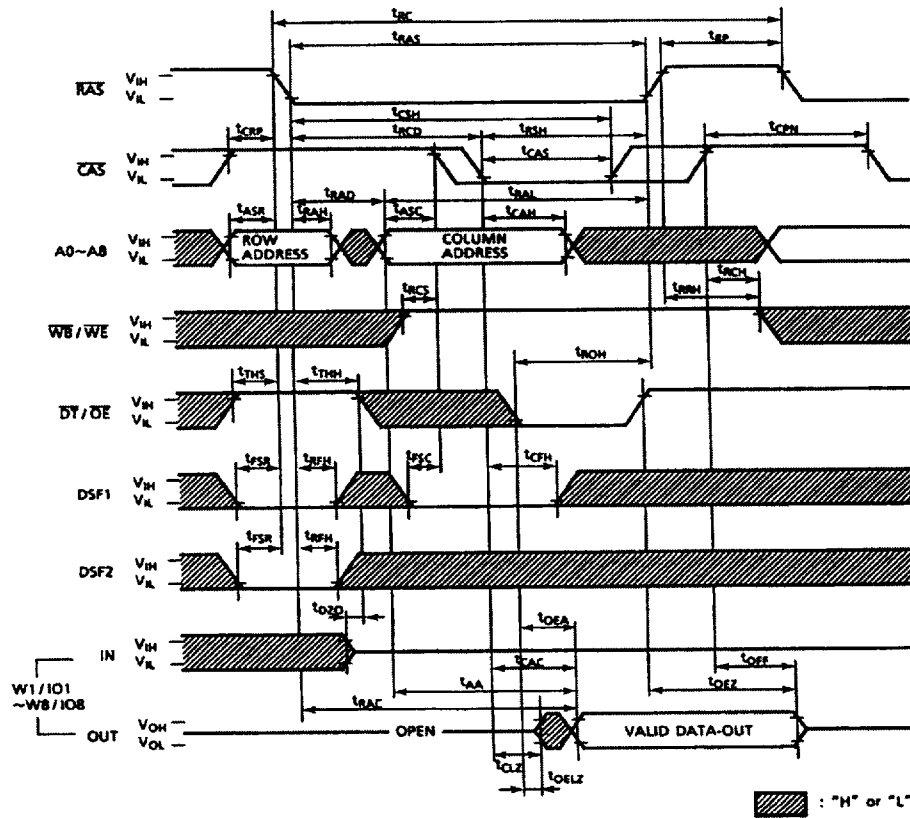 tRC
tRAS
tRP
RAS VIH VIL
tCSH
tCRP tRCD tRSH tCPN
CAS VIH VIL
tCAS
tRAD tRAL
tASR tRAH tASC tCAH
A0~A8 VIH VIL
ROW ADDRESS
COLUMN ADDRESS
tRCS tRCH
tRRH
WB/WE VIH VIL
tROH
tTHS tTHH
DT/OE VIH VIL
tFSR tRFH tFSC tCFH
DSF1 VIH VIL
tFSR tRFH
DSF2 VIH VIL
tDZO tOEA
IN VIH VIL
tCAC tOFF
tAA tOEZ
W1/IO1
~W8/IO8
tRAC
OUT VOH VOL
OPEN
VALID DATA-OUT
tCLZ
tOELZ
: "H" or "L"